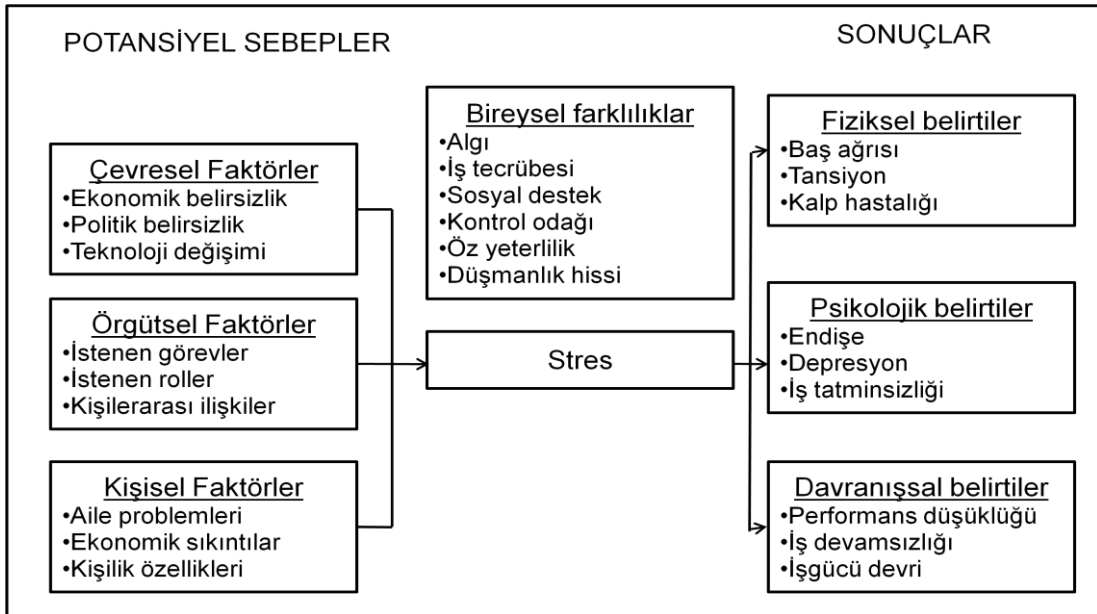 POTANSİYEL SEBEPLER
SONUÇLAR
Çevresel Faktörler
•Ekonomik belirsizlik
•Politik belirsizlik
•Teknoloji değişimi
Örgütsel Faktörler
•İstenen görevler
•İstenen roller
•Kişilerarası ilişkiler
Kişisel Faktörler
•Aile problemleri
•Ekonomik sıkıntılar
•Kişilik özellikleri
Bireysel farklılıklar
•Algı
•İş tecrübesi
•Sosyal destek
•Kontrol odağı
•Öz yeterlilik
•Düşmanlık hissi
Stres
Fiziksel belirtiler
•Baş ağrısı
•Tansiyon
•Kalp hastalığı
Psikolojik belirtiler
•Endişe
•Depresyon
•İş tatminsizliği
Davranışsal belirtiler
•Performans düşüklüğü
•İş devamsızlığı
•İşgücü devri